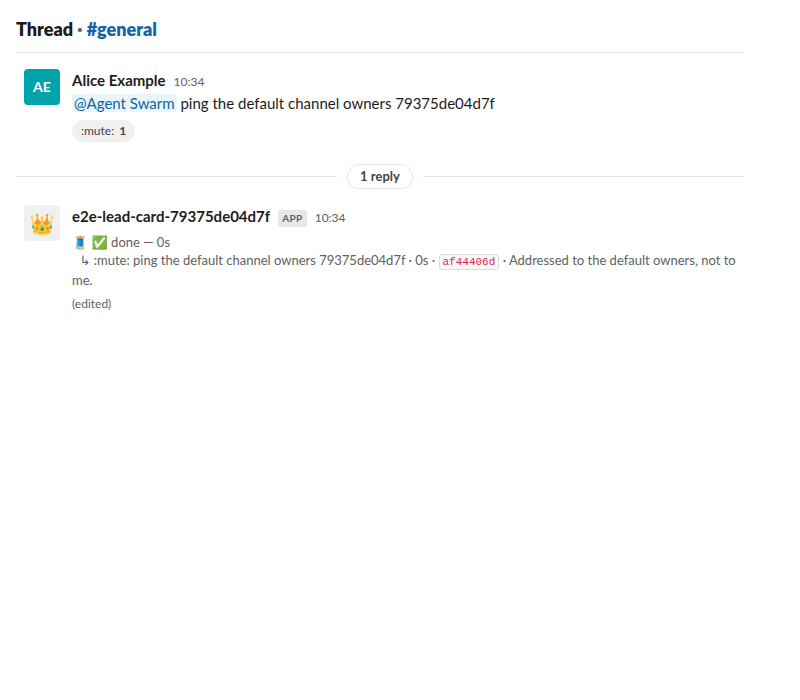 Thread • #general
AE
Alice Example 10:34
@Agent Swarm ping the default channel owners 79375de04d7f
:mute: 1
1 reply
e2e-lead-card-79375de04d7f APP 10:34
🧵 ✅ done — 0s
↳ :mute: ping the default channel owners 79375de04d7f · 0s · af44406d · Addressed to the default owners, not to
me.
(edited)